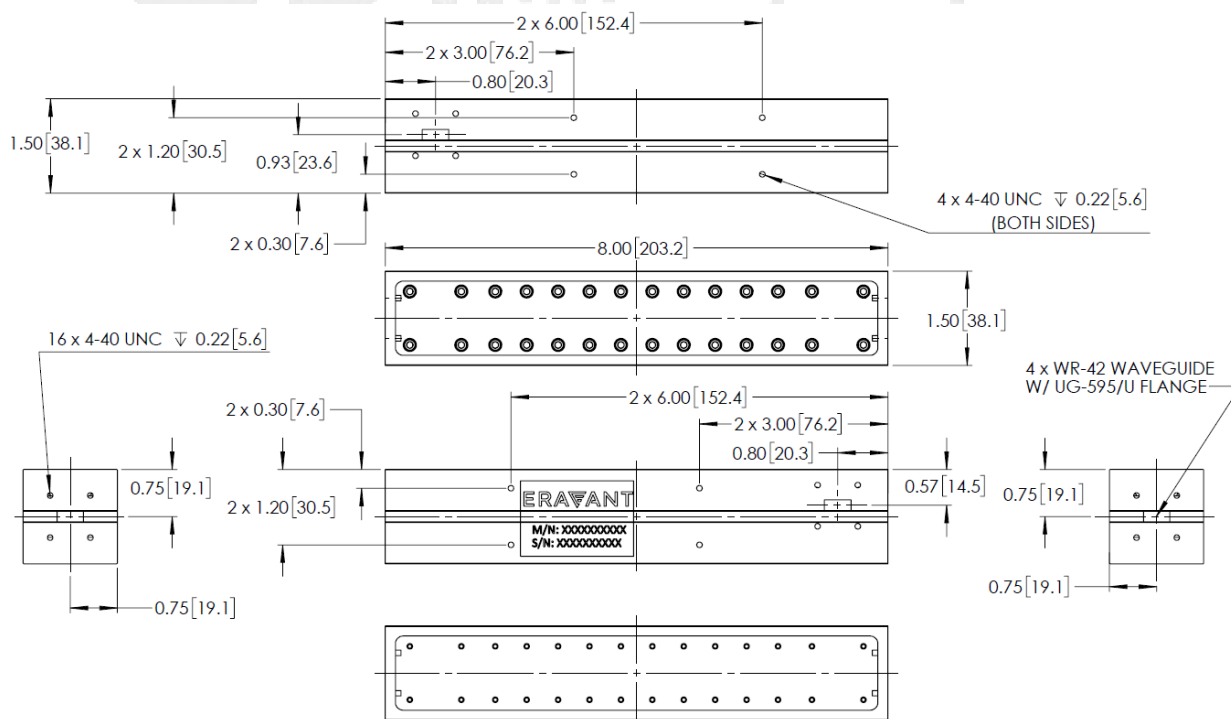 2 x 6.00[152.4]
2 x 3.00[76.2]
0.80[20.3]
1.50[38.1]
2 x 1.20[30.5]
0.93[23.6]
2 x 0.30[7.6]
4 x 4-40 UNC ↧ 0.22[5.6]
(BOTH SIDES)
8.00[203.2]
1.50[38.1]
16 x 4-40 UNC ↧ 0.22[5.6]
4 x WR-42 WAVEGUIDE
W/ UG-595/U FLANGE
2 x 6.00[152.4]
2 x 0.30[7.6]
2 x 3.00[76.2]
0.80[20.3]
0.75[19.1]
2 x 1.20[30.5]
0.57[14.5]
0.75[19.1]
ERAVANT
M/N: XXXXXXXXXX
S/N: XXXXXXXXXX
0.75[19.1]
0.75[19.1]